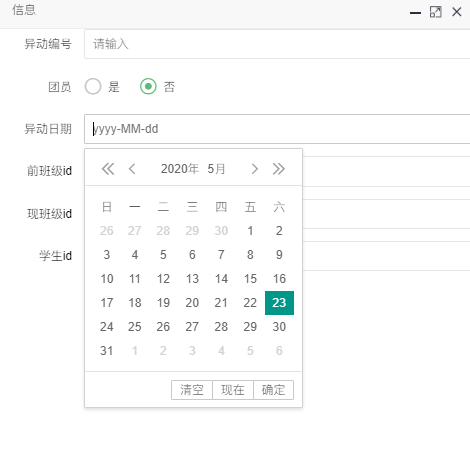 信息
异动编号 请输入
团员 是 否
异动日期 yyyy-MM-dd
前班级id
现班级id
学生id
2020年 5月
日 一 二 三 四 五 六
26 27 28 29 30 1 2
3 4 5 6 7 8 9
10 11 12 13 14 15 16
17 18 19 20 21 22 23
24 25 26 27 28 29 30
31 1 2 3 4 5 6
清空 现在 确定